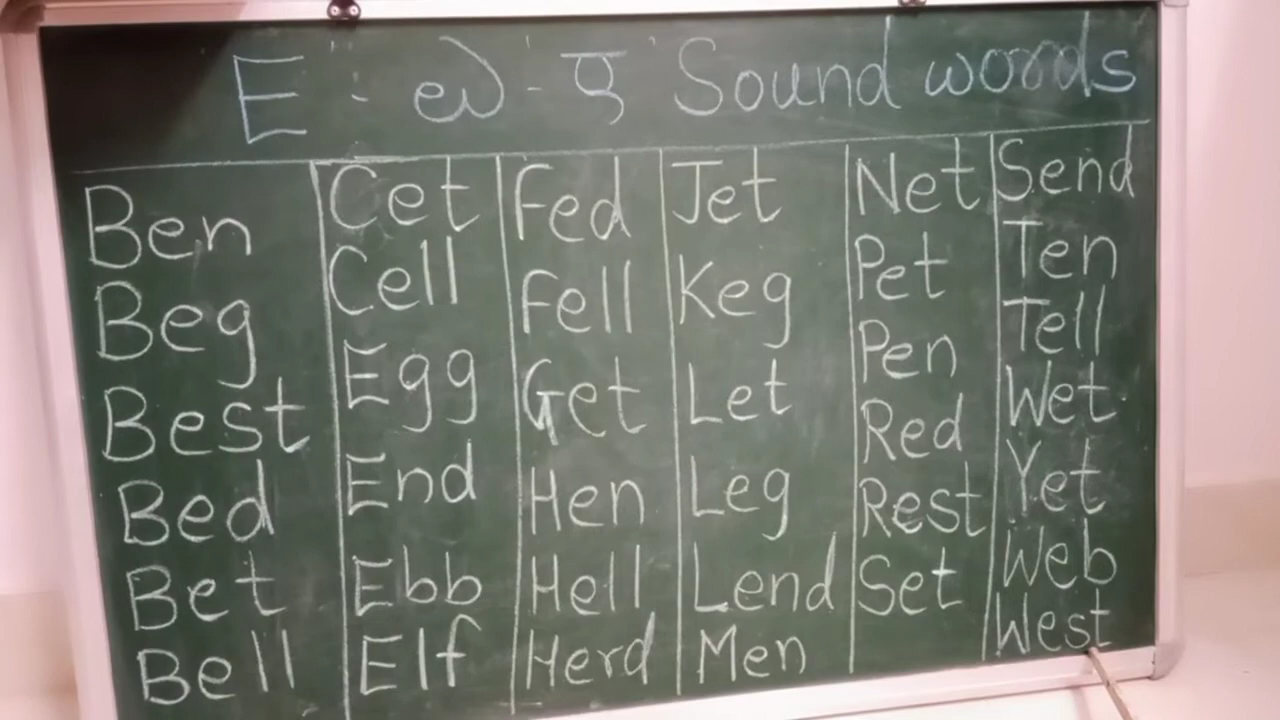 E": ఎ'-ए' Sound words
Ben
Beg
Best
Bed
Bet
Bell
Cet
Cell
Egg
End
Ebb
Elf
Fed
Fell
Get
Hen
Hell
Herd
Jet
Keg
Let
Leg
Lend
Men
Net
Pet
Pen
Red
Rest
Set
Send
Ten
Tell
Wet
Yet
Web
West